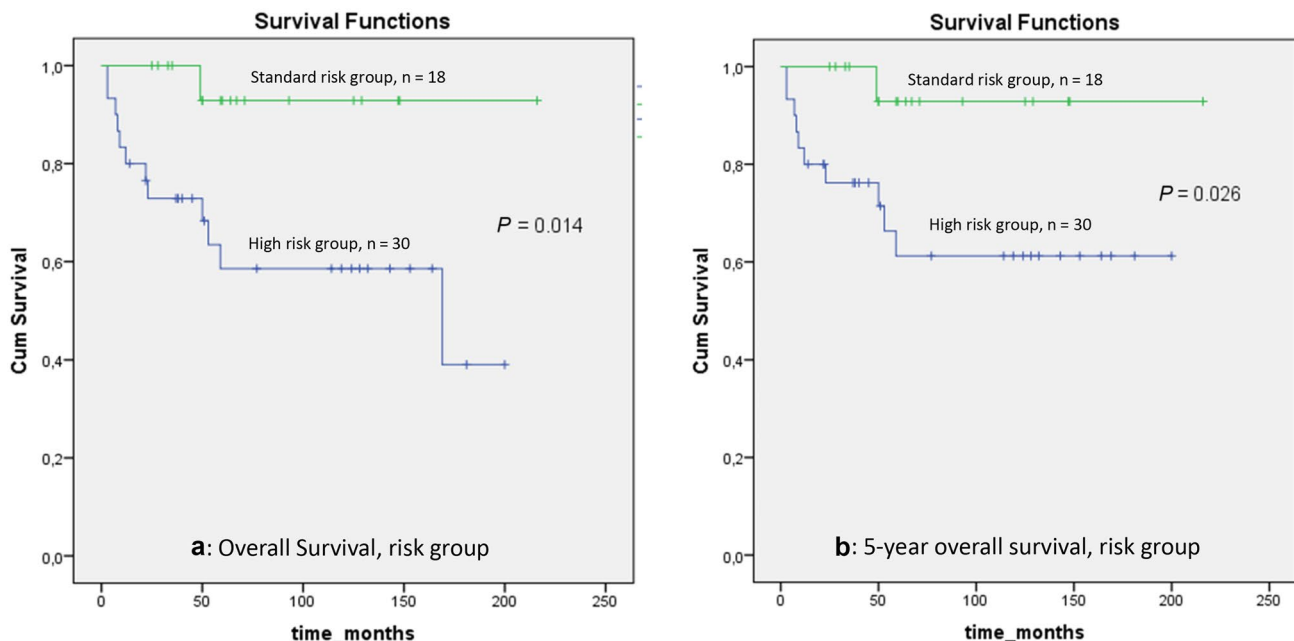 Survival Functions
1,0
0,8
0,6
0,4
0,2
0,0
Cum Survival
Standard risk group, n = 18
P = 0.014
High risk group, n = 30
a: Overall Survival, risk group
0 50 100 150 200 250
time_months
Survival Functions
1,0
0,8
0,6
0,4
0,2
0,0
Cum Survival
Standard risk group, n = 18
P = 0.026
High risk group, n = 30
b: 5-year overall survival, risk group
0 50 100 150 200 250
time_months